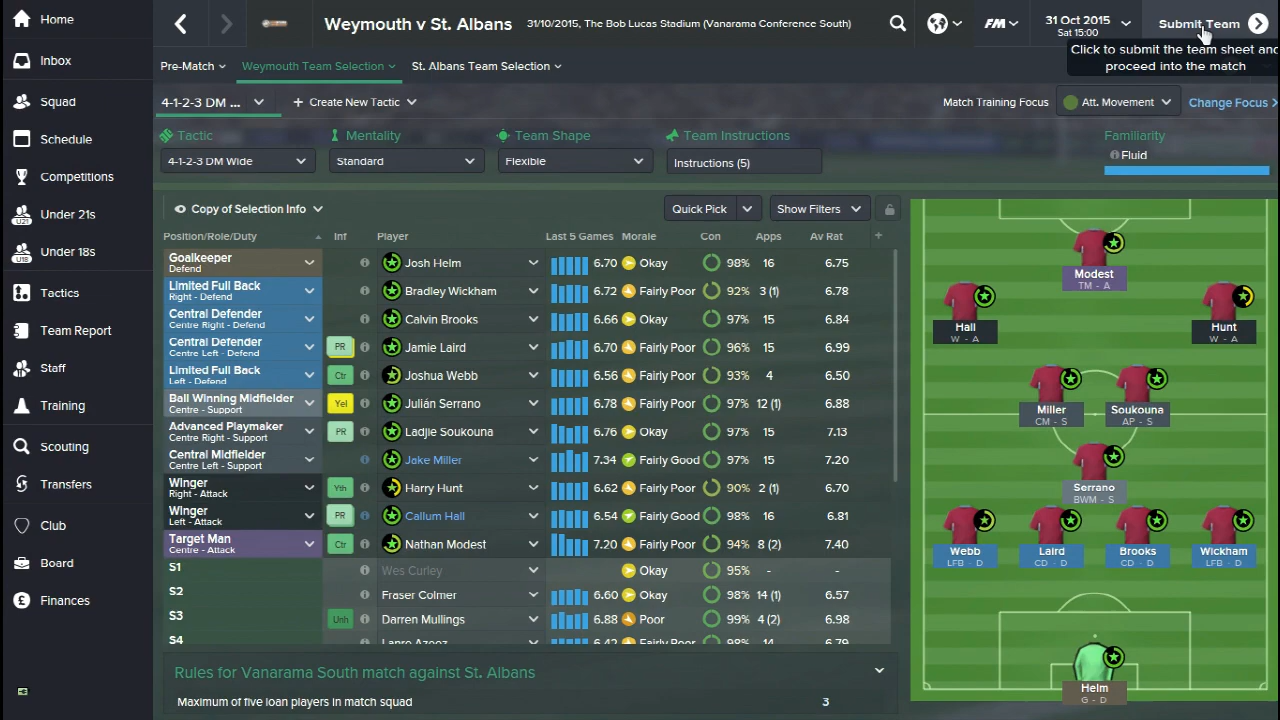 Home
Inbox
Squad
Schedule
Competitions
Under 21s
Under 18s
Tactics
Team Report
Staff
Training
Scouting
Transfers
Club
Board
Finances
Weymouth v St. Albans 31/10/2015, The Bob Lucas Stadium (Vanarama Conference South) FM 31 Oct 2015 Submit Team
Sat 15:00
Click to submit the team sheet and
proceed into the match
Pre-Match Weymouth Team Selection St. Albans Team Selection
4-1-2-3 DM ... + Create New Tactic Match Training Focus Att. Movement Change Focus
Tactic Mentality Team Shape Team Instructions Familiarity
4-1-2-3 DM Wide Standard Flexible Instructions (5) Fluid
Copy of Selection Info Quick Pick Show Filters
Position/Role/Duty Inf Player Last 5 Games Morale Con Apps Av Rat +
Goalkeeper Josh Helm 6.70 Okay 98% 16 6.75
Defend
Limited Full Back Bradley Wickham 6.72 Fairly Poor 92% 3 (1) 6.78
Right - Defend
Central Defender Calvin Brooks 6.66 Okay 97% 15 6.84
Centre Right - Defend
Central Defender PR Jamie Laird 6.70 Fairly Poor 96% 15 6.99
Centre Left - Defend
Limited Full Back Ctr Joshua Webb 6.56 Fairly Poor 93% 4 6.50
Left - Defend
Ball Winning Midfielder Yel Julián Serrano 6.78 Fairly Poor 97% 12 (1) 6.88
Centre - Support
Advanced Playmaker PR Ladjie Soukouna 6.76 Okay 97% 15 7.13
Centre Right - Support
Central Midfielder Jake Miller 7.34 Fairly Good 97% 15 7.20
Centre Left - Support
Winger Yth Harry Hunt 6.62 Fairly Poor 90% 2 (1) 6.70
Right - Attack
Winger PR Callum Hall 6.54 Fairly Good 98% 16 6.81
Left - Attack
Target Man Ctr Nathan Modest 7.20 Fairly Poor 94% 8 (2) 7.40
Centre - Attack
S1 Wes Curley Okay 95% - -
S2 Fraser Colmer 6.60 Okay 98% 14 (1) 6.57
S3 Unh Darren Mullings 6.88 Poor 99% 4 (2) 6.98
S4 Lanre Azeez 6.42 Fairly Poor 98% 14 6.79
Rules for Vanarama South match against St. Albans
Maximum of five loan players in match squad 3
Modest
TM - A
Hall Hunt
W - A W - A
Miller Soukouna
CM - S AP - S
Serrano
BWM - S
Webb Laird Brooks Wickham
LFB - D CD - D CD - D LFB - D
Helm
G - D